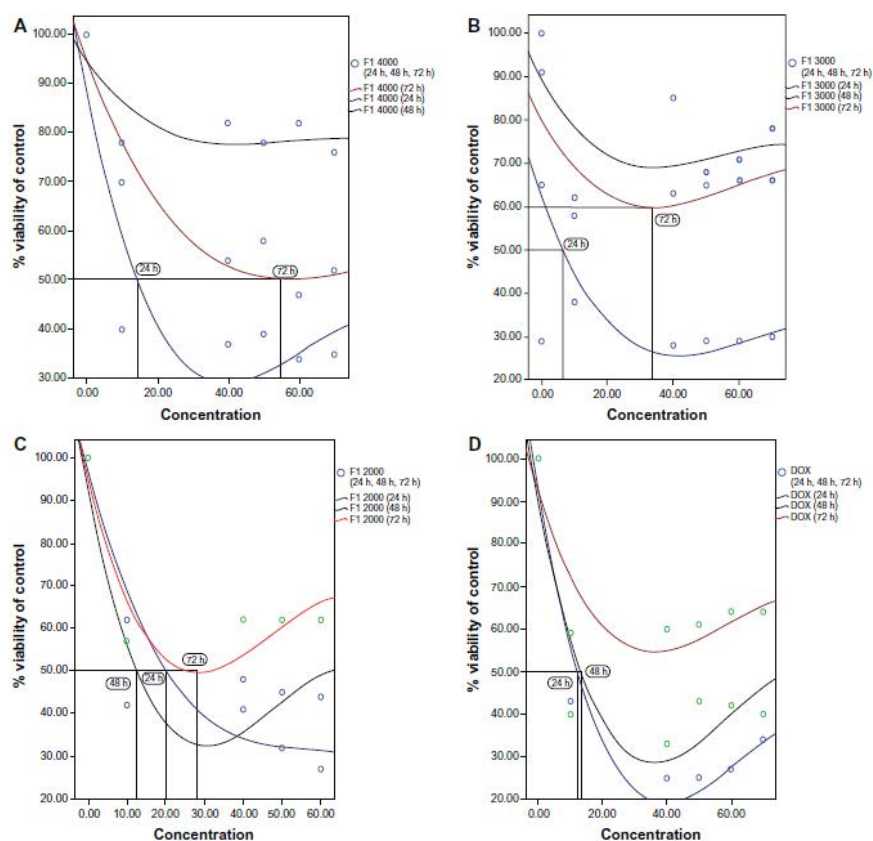 A
% viability of control
100.00
90.00
80.00
70.00
60.00
50.00
40.00
30.00
0.00 20.00 40.00 60.00
Concentration
24 h
72 h
F1 4000
(24 h, 48 h, 72 h)
F1 4000 (72 h)
F1 4000 (24 h)
F1 4000 (48 h)
B
% viability of control
100.00
90.00
80.00
70.00
60.00
50.00
40.00
30.00
20.00
0.00 20.00 40.00 60.00
Concentration
72 h
24 h
F1 3000
(24 h, 48 h, 72 h)
F1 3000 (24 h)
F1 3000 (48 h)
F1 3000 (72 h)
C
% viability of control
100.00
90.00
80.00
70.00
60.00
50.00
40.00
30.00
20.00
0.00 10.00 20.00 30.00 40.00 50.00 60.00
Concentration
72 h
48 h
24 h
F1 2000
(24 h, 48 h, 72 h)
F1 2000 (24 h)
F1 2000 (48 h)
F1 2000 (72 h)
D
% viability of control
100.00
90.00
80.00
70.00
60.00
50.00
40.00
30.00
20.00
0.00 20.00 40.00 60.00
Concentration
48 h
24 h
DOX
(24 h, 48 h, 72 h)
DOX (24 h)
DOX (48 h)
DOX (72 h)